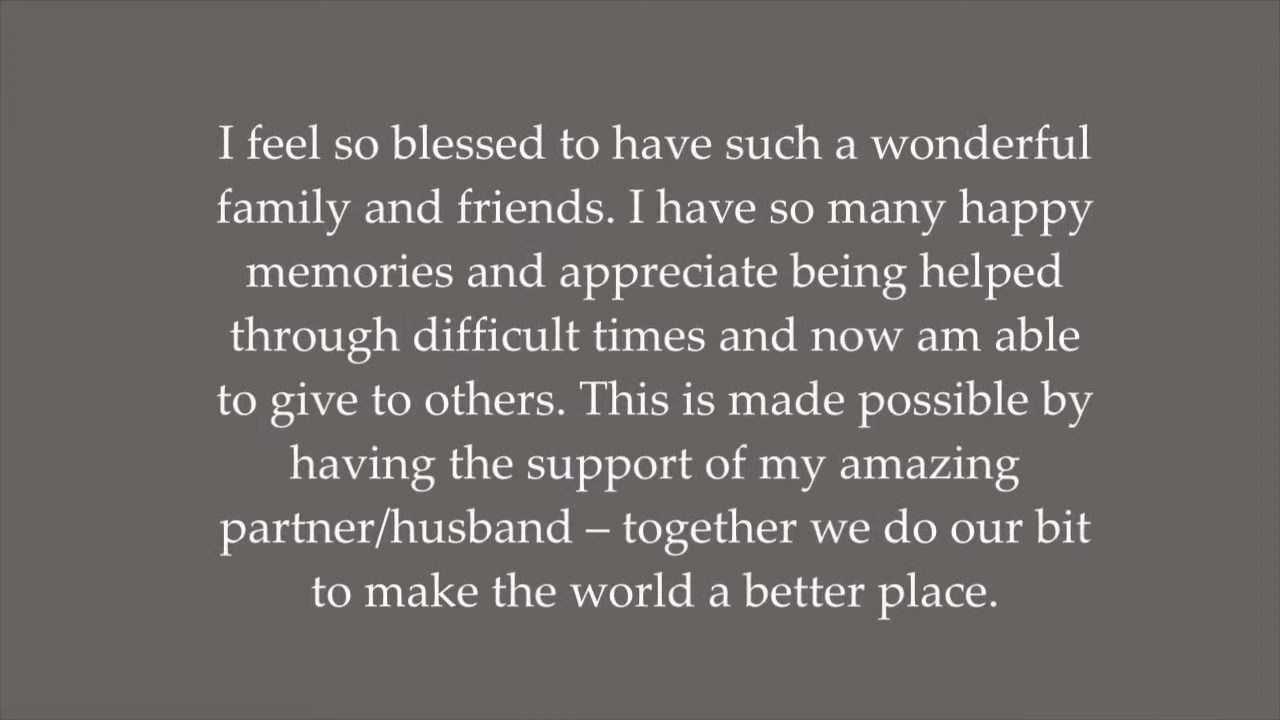 I feel so blessed to have such a wonderful
family and friends. I have so many happy
memories and appreciate being helped
through difficult times and now am able
to give to others. This is made possible by
having the support of my amazing
partner/husband – together we do our bit
to make the world a better place.